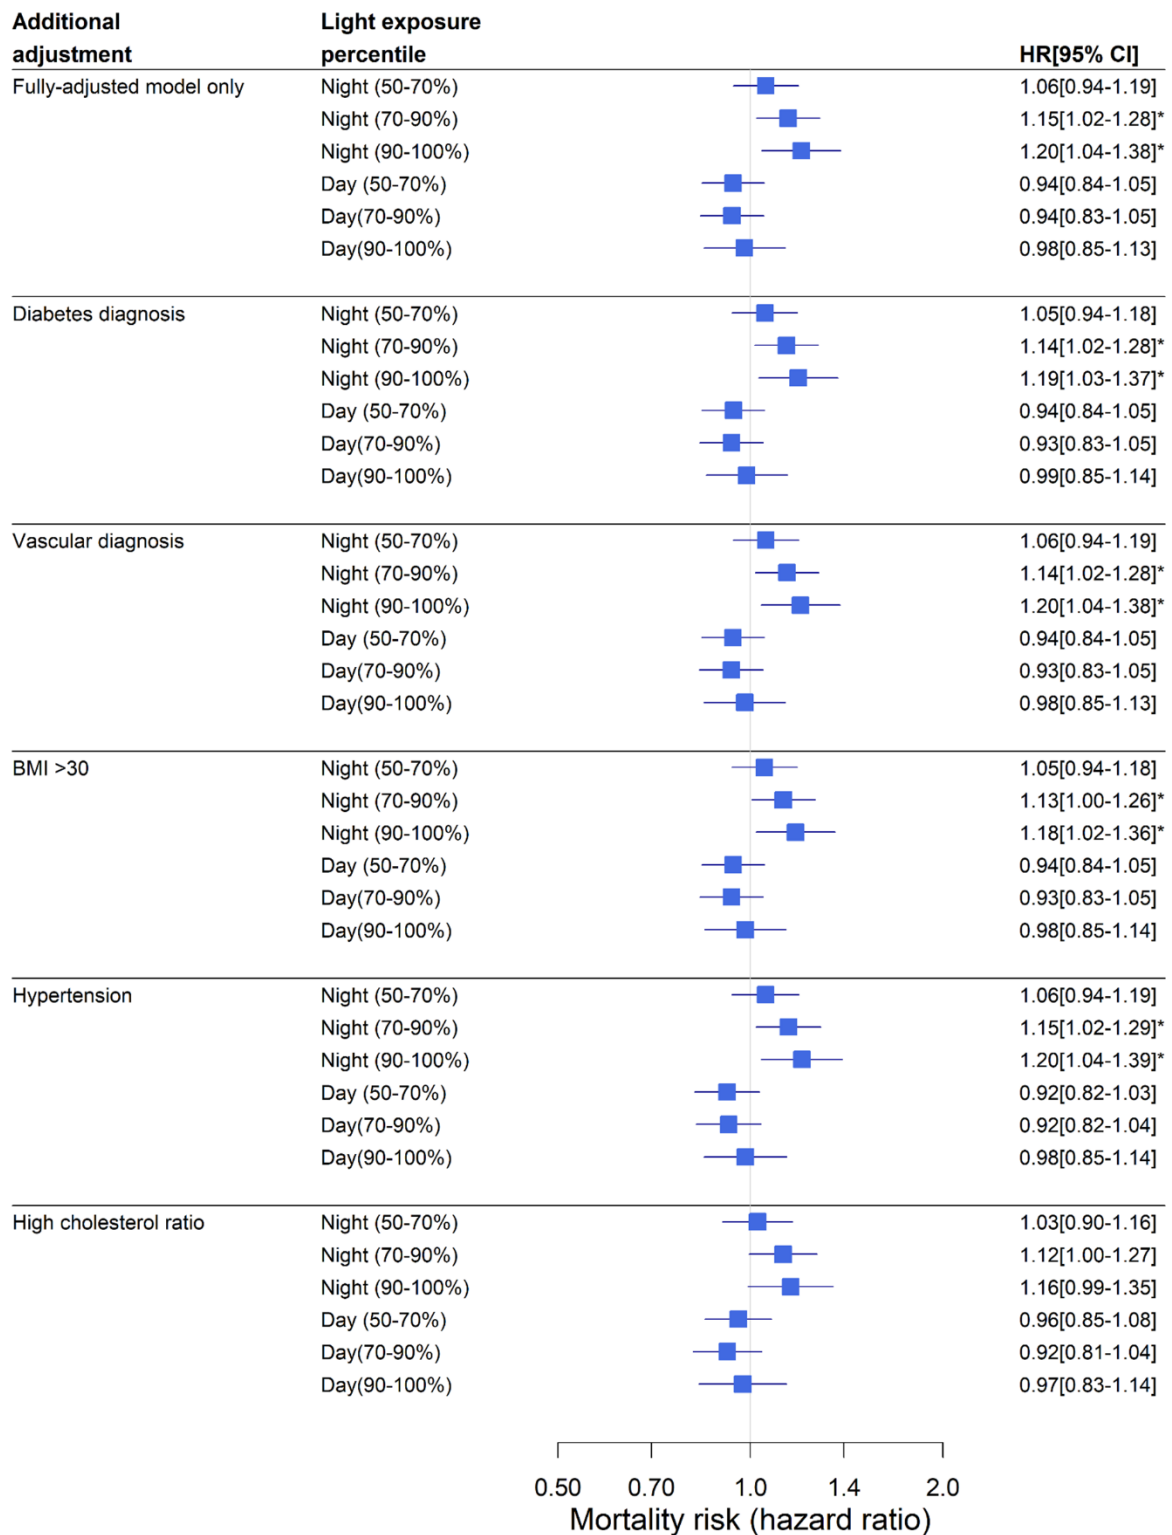 Additional adjustment Light exposure percentile HR[95% CI]
Fully-adjusted model only Night (50-70%) 1.06[0.94-1.19]
Night (70-90%) 1.15[1.02-1.28]*
Night (90-100%) 1.20[1.04-1.38]*
Day (50-70%) 0.94[0.84-1.05]
Day(70-90%) 0.94[0.83-1.05]
Day(90-100%) 0.98[0.85-1.13]
Diabetes diagnosis Night (50-70%) 1.05[0.94-1.18]
Night (70-90%) 1.14[1.02-1.28]*
Night (90-100%) 1.19[1.03-1.37]*
Day (50-70%) 0.94[0.84-1.05]
Day(70-90%) 0.93[0.83-1.05]
Day(90-100%) 0.99[0.85-1.14]
Vascular diagnosis Night (50-70%) 1.06[0.94-1.19]
Night (70-90%) 1.14[1.02-1.28]*
Night (90-100%) 1.20[1.04-1.38]*
Day (50-70%) 0.94[0.84-1.05]
Day(70-90%) 0.93[0.83-1.05]
Day(90-100%) 0.98[0.85-1.13]
BMI >30 Night (50-70%) 1.05[0.94-1.18]
Night (70-90%) 1.13[1.00-1.26]*
Night (90-100%) 1.18[1.02-1.36]*
Day (50-70%) 0.94[0.84-1.05]
Day(70-90%) 0.93[0.83-1.05]
Day(90-100%) 0.98[0.85-1.14]
Hypertension Night (50-70%) 1.06[0.94-1.19]
Night (70-90%) 1.15[1.02-1.29]*
Night (90-100%) 1.20[1.04-1.39]*
Day (50-70%) 0.92[0.82-1.03]
Day(70-90%) 0.92[0.82-1.04]
Day(90-100%) 0.98[0.85-1.14]
High cholesterol ratio Night (50-70%) 1.03[0.90-1.16]
Night (70-90%) 1.12[1.00-1.27]
Night (90-100%) 1.16[0.99-1.35]
Day (50-70%) 0.96[0.85-1.08]
Day(70-90%) 0.92[0.81-1.04]
Day(90-100%) 0.97[0.83-1.14]
0.50 0.70 1.0 1.4 2.0
Mortality risk (hazard ratio)